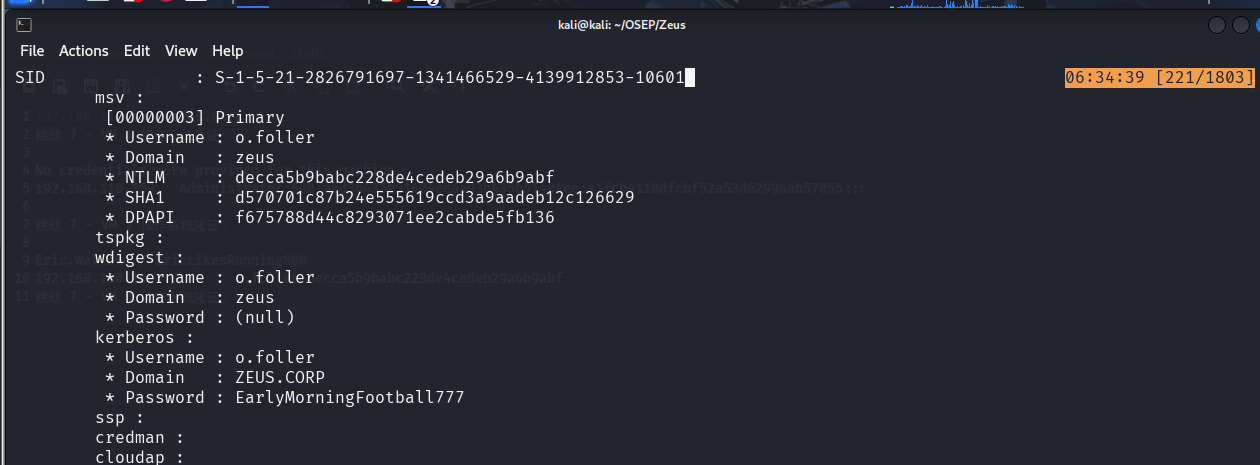 kali@kali: ~/OSEP/Zeus
File Actions Edit View Help
SID : S-1-5-21-2826791697-1341466529-4139912853-10601 06:34:39 [221/1803]
msv :
[00000003] Primary
* Username : o.foller
* Domain : zeus
* NTLM : decca5b9babc228de4cedeb29a6b9abf
* SHA1 : d570701c87b24e555619ccd3a9aadeb12c126629
* DPAPI : f675788d44c8293071ee2cabde5fb136
tspkg :
wdigest :
* Username : o.foller
* Domain : zeus
* Password : (null)
kerberos :
* Username : o.foller
* Domain : ZEUS.CORP
* Password : EarlyMorningFootball777
ssp :
credman :
cloudap :